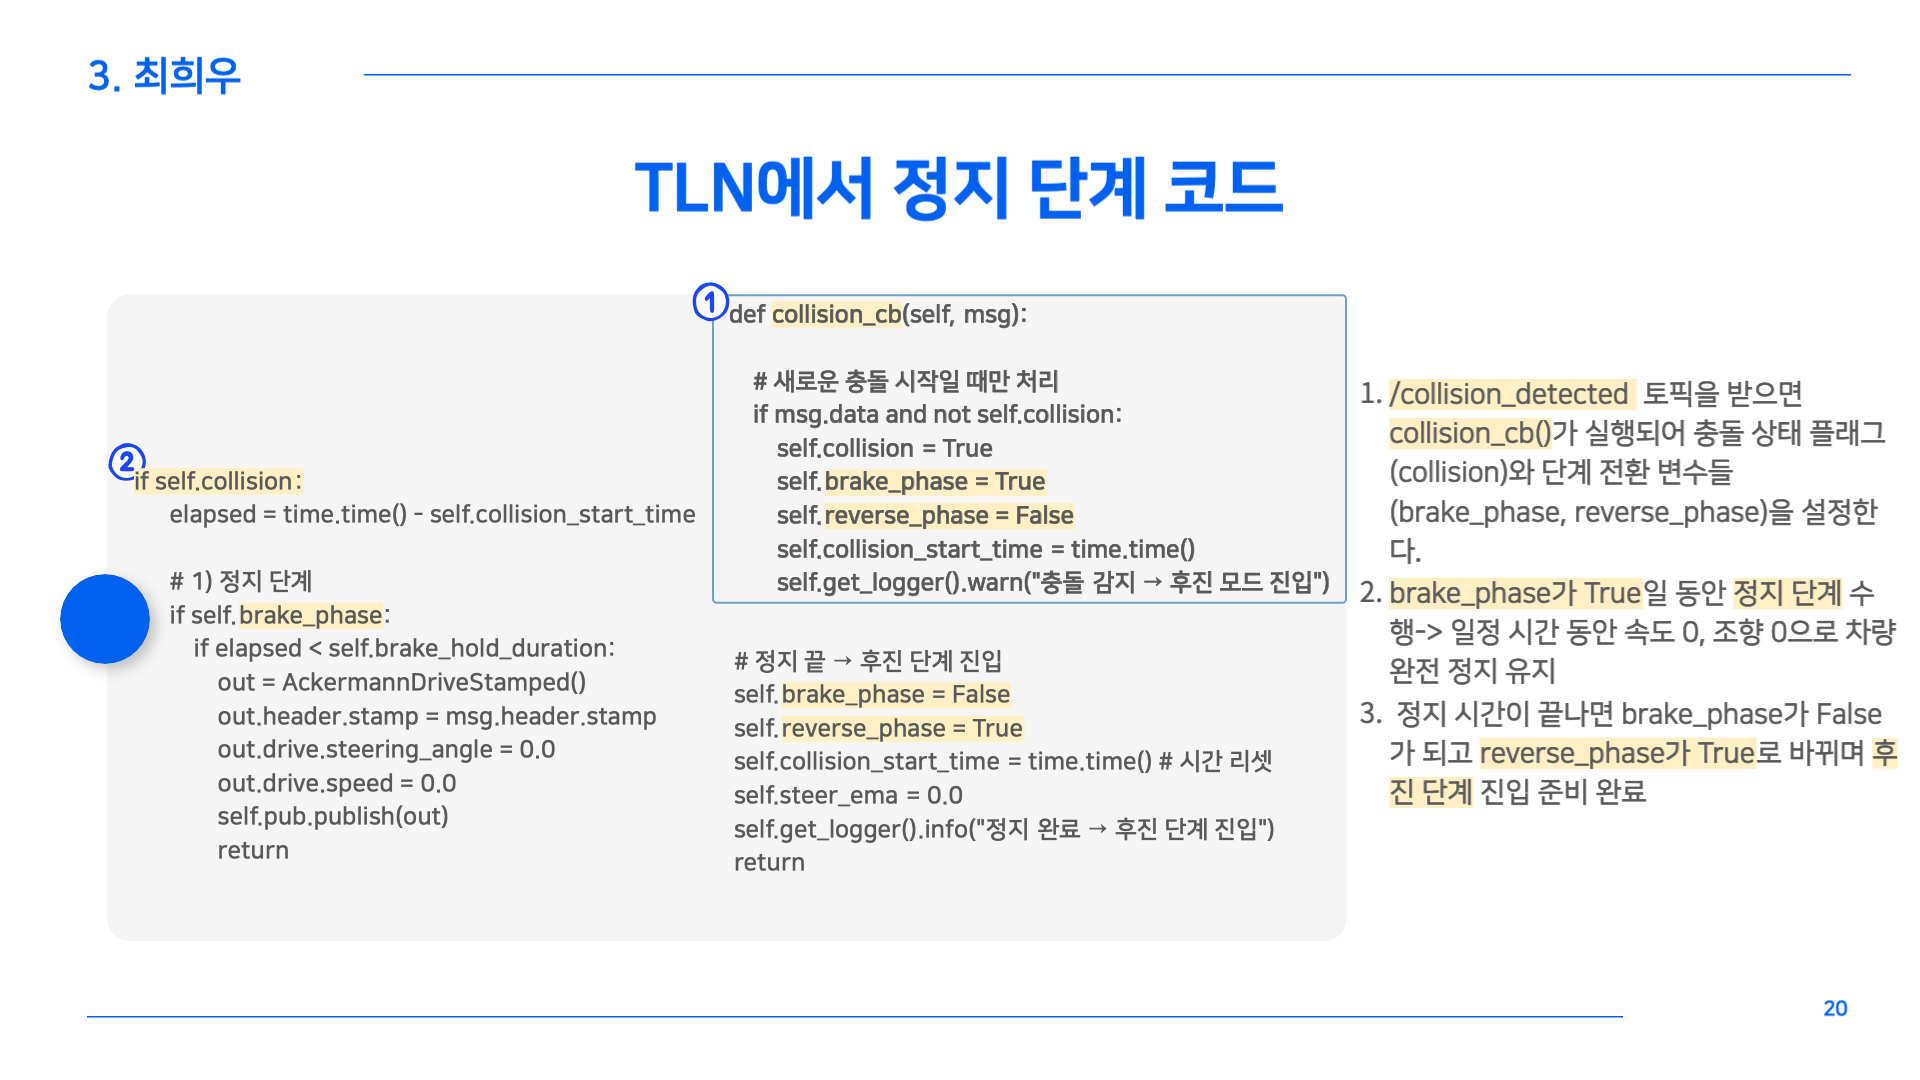 3. 최희우
TLN에서 정지 단계 코드
①
def collision_cb(self, msg):
# 새로운 충돌 시작일 때만 처리
if msg.data and not self.collision:
self.collision = True
self.brake_phase = True
self.reverse_phase = False
self.collision_start_time = time.time()
self.get_logger().warn("충돌 감지 → 후진 모드 진입")
②
if self.collision:
elapsed = time.time() - self.collision_start_time
# 1) 정지 단계
if self.brake_phase:
if elapsed < self.brake_hold_duration:
out = AckermannDriveStamped()
out.header.stamp = msg.header.stamp
out.drive.steering_angle = 0.0
out.drive.speed = 0.0
self.pub.publish(out)
return
# 정지 끝 → 후진 단계 진입
self.brake_phase = False
self.reverse_phase = True
self.collision_start_time = time.time() # 시간 리셋
self.steer_ema = 0.0
self.get_logger().info("정지 완료 → 후진 단계 진입")
return
1. /collision_detected 토픽을 받으면
collision_cb()가 실행되어 충돌 상태 플래그
(collision)와 단계 전환 변수들
(brake_phase, reverse_phase)을 설정한
다.
2. brake_phase가 True일 동안 정지 단계 수
행-> 일정 시간 동안 속도 0, 조향 0으로 차량
완전 정지 유지
3. 정지 시간이 끝나면 brake_phase가 False
가 되고 reverse_phase가 True로 바뀌며 후
진 단계 진입 준비 완료
20